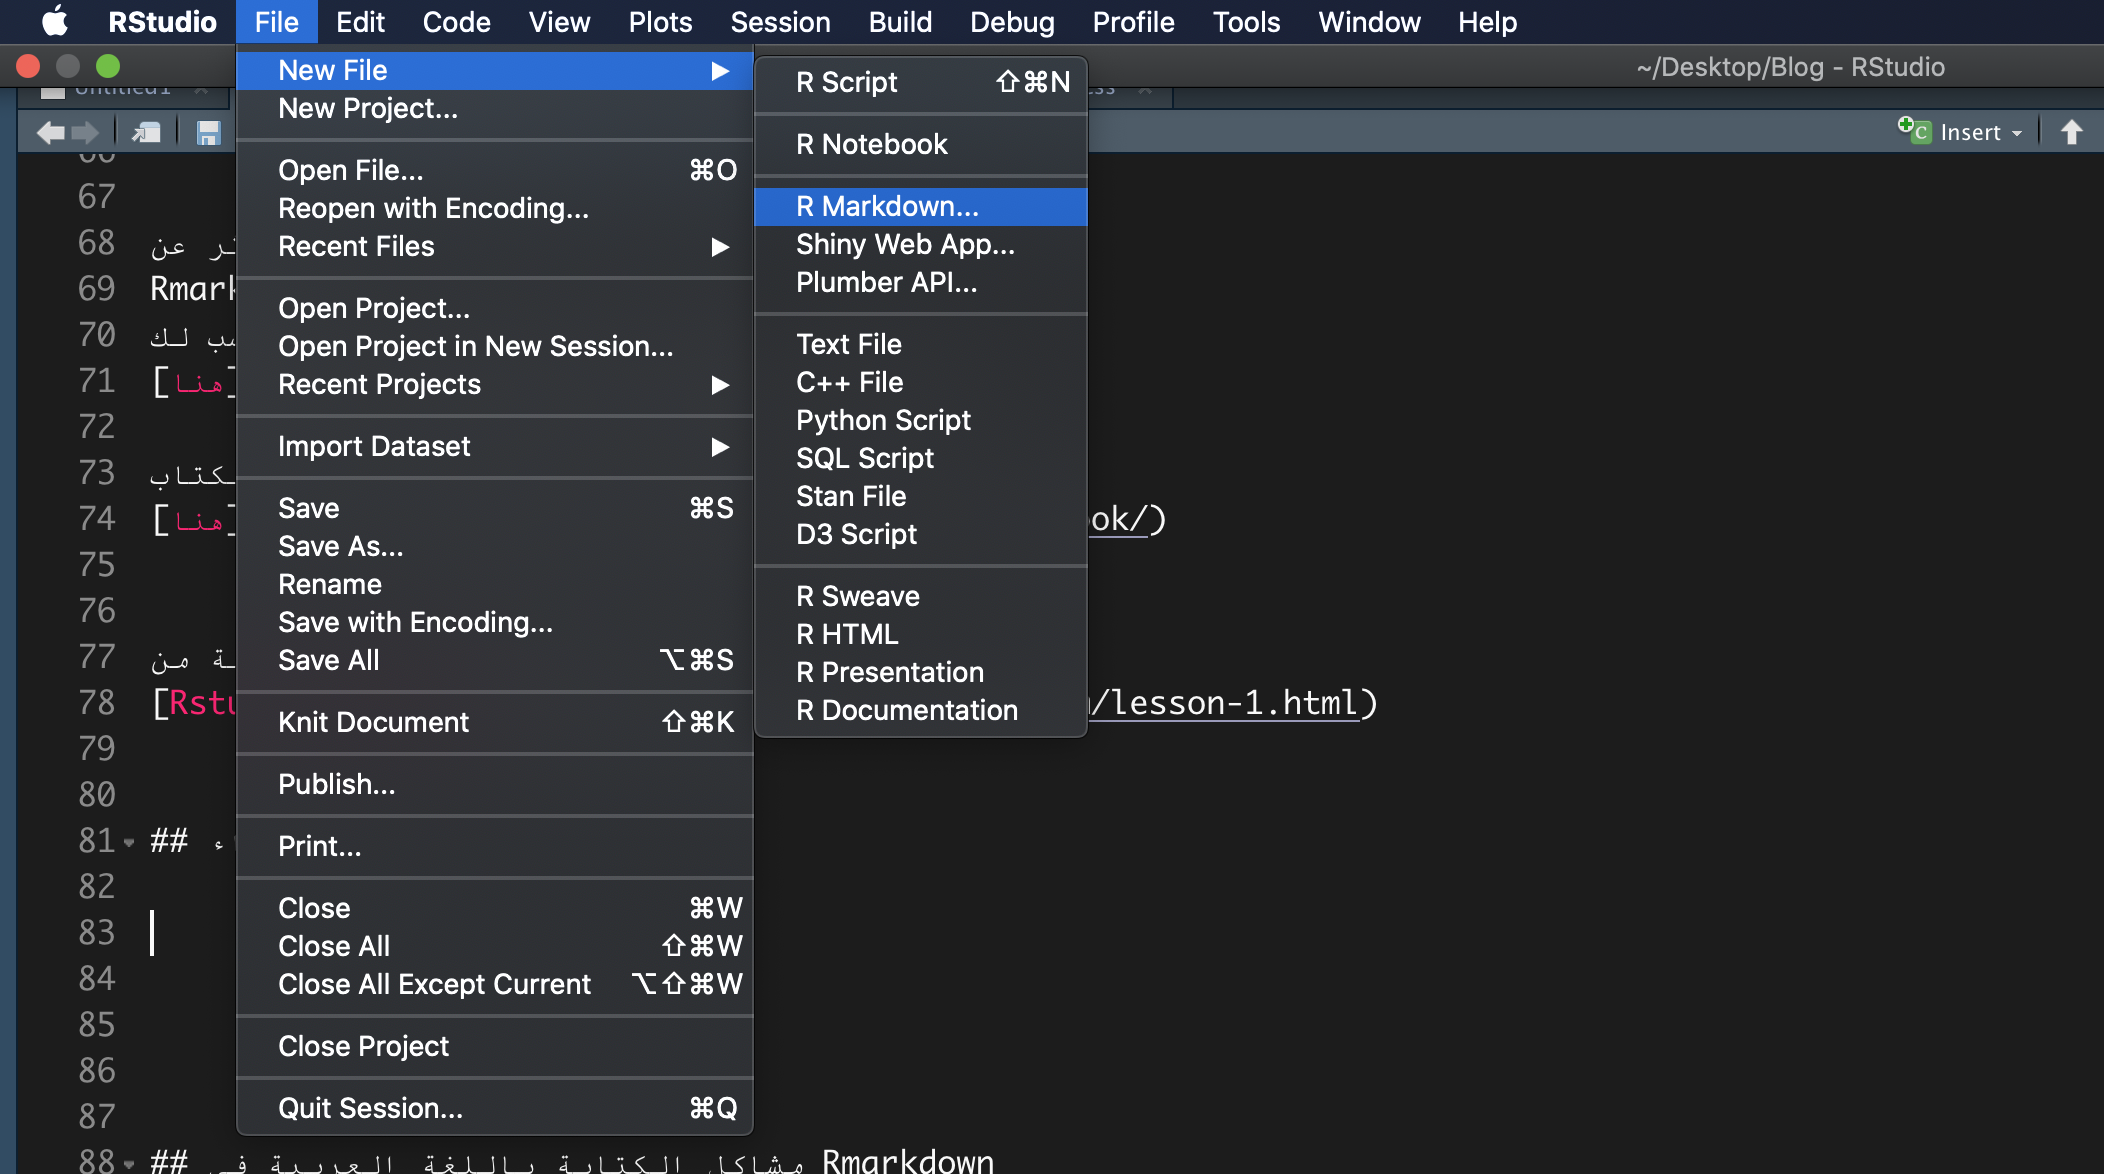 RStudio File Edit Code View Plots Session Build Debug Profile Tools Window Help
~/Desktop/Blog - RStudio
Untitled1
Insert
New File
New Project...
Open File... ⌘O
Reopen with Encoding...
Recent Files
Open Project...
Open Project in New Session...
Recent Projects
Import Dataset
Save ⌘S
Save As...
Rename
Save with Encoding...
Save All ⌥⌘S
Knit Document ⇧⌘K
Publish...
Print...
Close ⌘W
Close All ⇧⌘W
Close All Except Current ⌥⇧⌘W
Close Project
Quit Session... ⌘Q
R Script ⇧⌘N
R Notebook
R Markdown...
Shiny Web App...
Plumber API...
Text File
C++ File
Python Script
SQL Script
Stan File
D3 Script
R Sweave
R HTML
R Presentation
R Documentation
67
68 عن
69 Rmark
70 لك
71 [هنا]
72
73
74 [هنا] ok/)
75
76
77 من
78 [Rstu /lesson-1.html)
79
80
81 ##
82
83
84
85
86
87
88 ## مشاكل الكتابة باللغة العربية في Rmarkdown